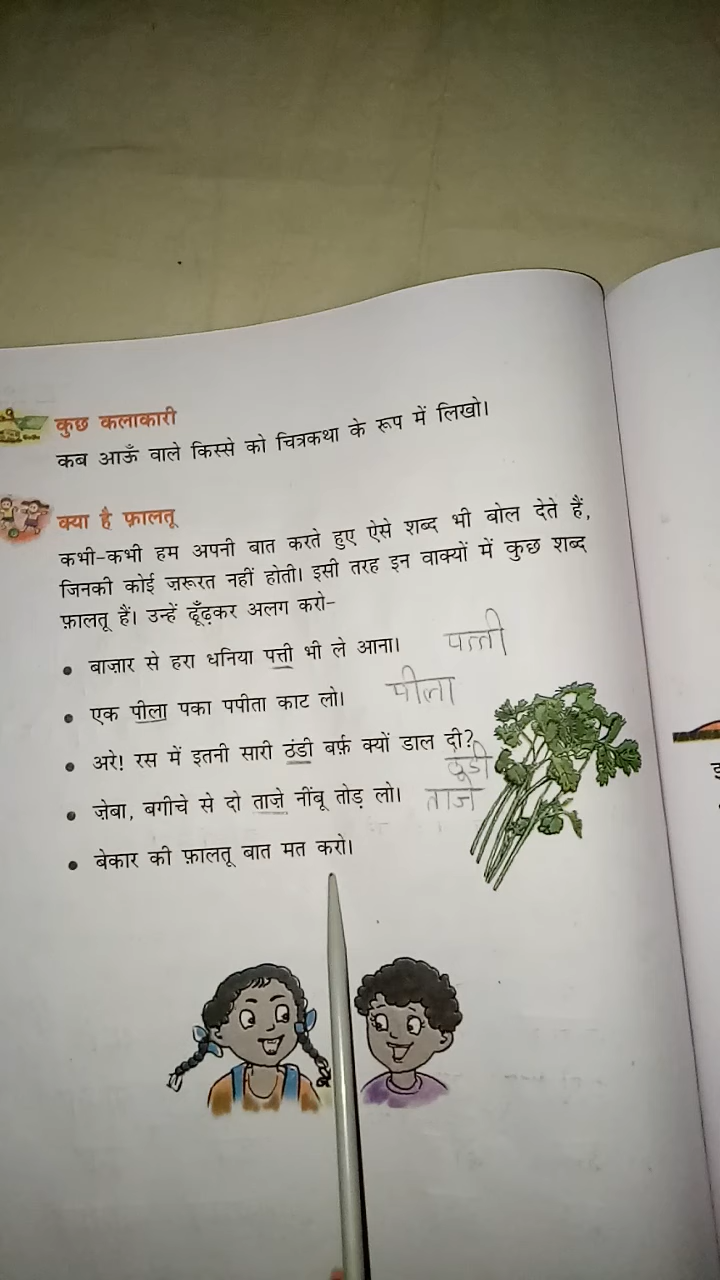 कुछ कलाकारी
कब आऊँ वाले किस्से को चित्रकथा के रूप में लिखो।
क्या है फ़ालतू
कभी-कभी हम अपनी बात करते हुए ऐसे शब्द भी बोल देते हैं,
जिनकी कोई ज़रूरत नहीं होती। इसी तरह इन वाक्यों में कुछ शब्द
फ़ालतू हैं। उन्हें ढूँढ़कर अलग करो-
• बाज़ार से हरा धनिया पत्ती भी ले आना। पत्ती
• एक पीला पका पपीता काट लो। पीला
• अरे! रस में इतनी सारी ठंडी बर्फ़ क्यों डाल दी?
ठंडी
• ज़ेबा, बगीचे से दो ताज़े नींबू तोड़ लो। ताजे
• बेकार की फ़ालतू बात मत करो।